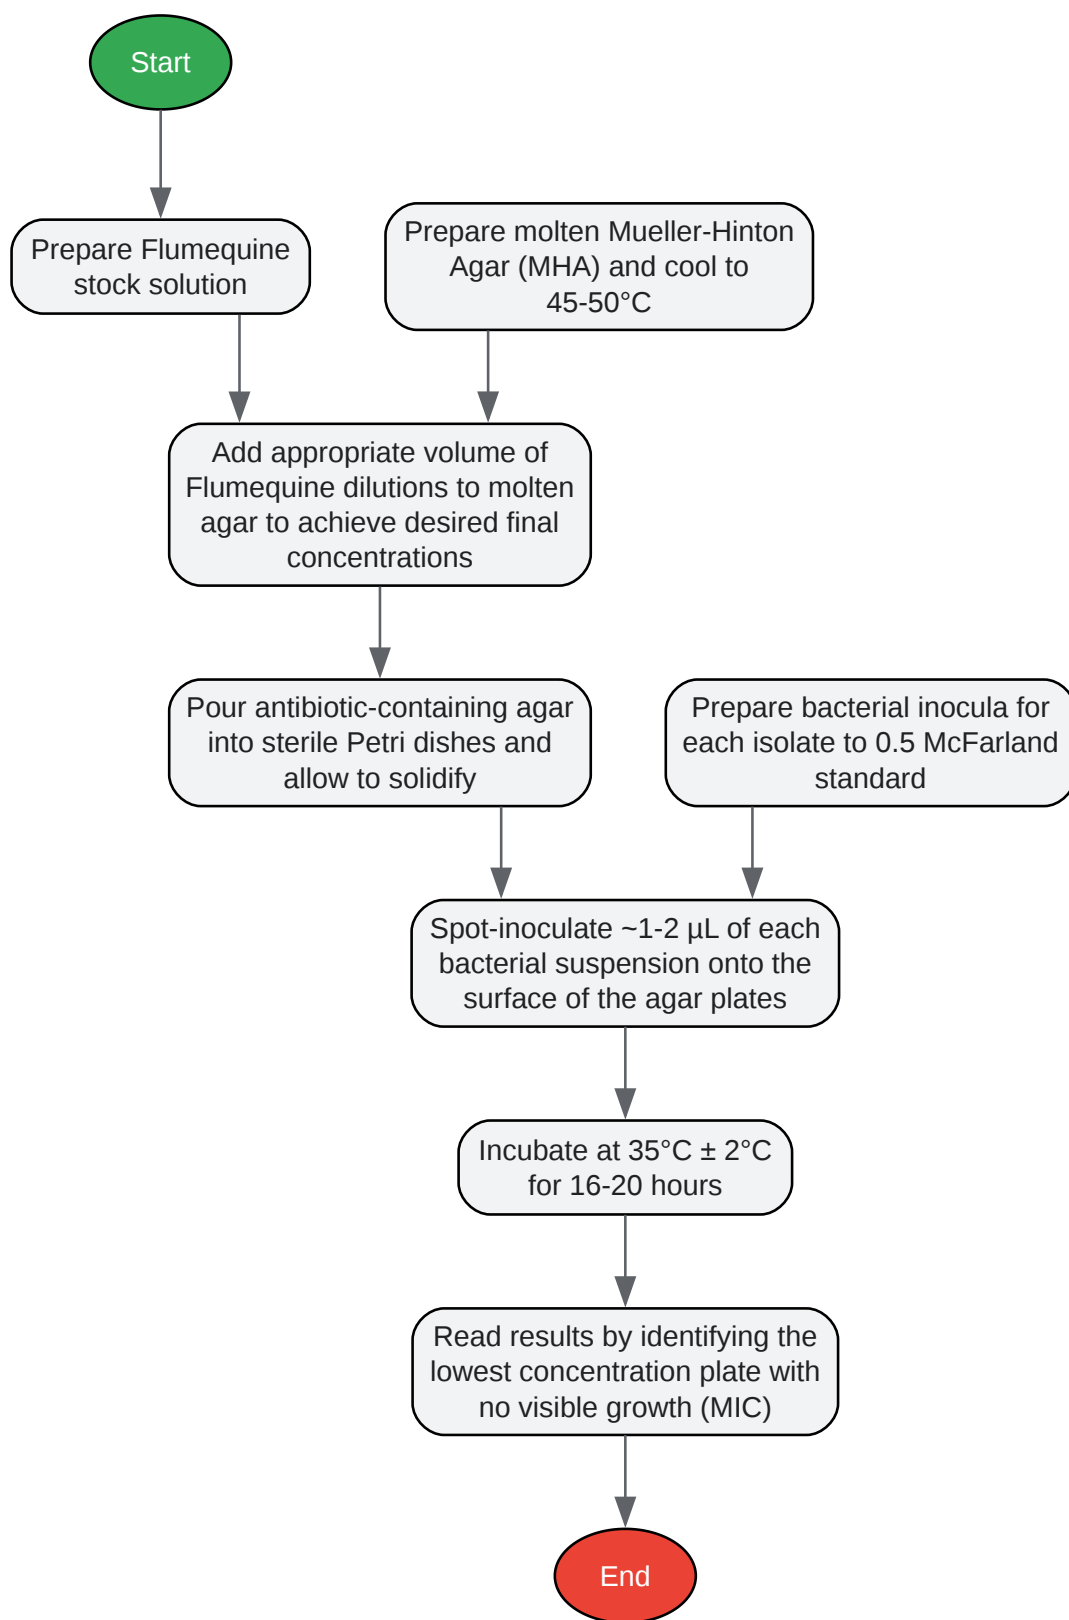 Start
Prepare Flumequine
stock solution
Prepare molten Mueller-Hinton
Agar (MHA) and cool to
45-50°C
Add appropriate volume of
Flumequine dilutions to molten
agar to achieve desired final
concentrations
Pour antibiotic-containing agar
into sterile Petri dishes and
allow to solidify
Prepare bacterial inocula for
each isolate to 0.5 McFarland
standard
Spot-inoculate ~1-2 µL of each
bacterial suspension onto the
surface of the agar plates
Incubate at 35°C ± 2°C
for 16-20 hours
Read results by identifying the
lowest concentration plate with
no visible growth (MIC)
End